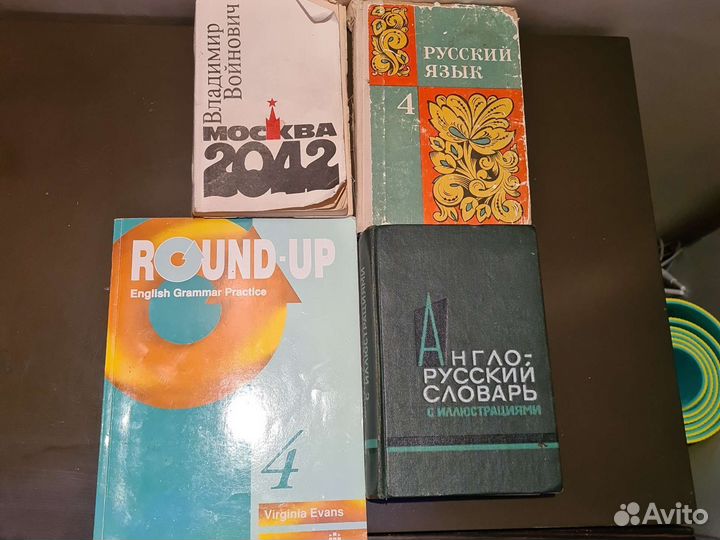 Владимир
Войнович
МОСКВА
2042
РУССКИЙ
ЯЗЫК
4
ROUND-UP
English Grammar Practice
4
Virginia Evans
С ИЛЛЮСТРАЦИЯМИ
АНГЛО-
РУССКИЙ
СЛОВАРЬ
С ИЛЛЮСТРАЦИЯМИ
Avito